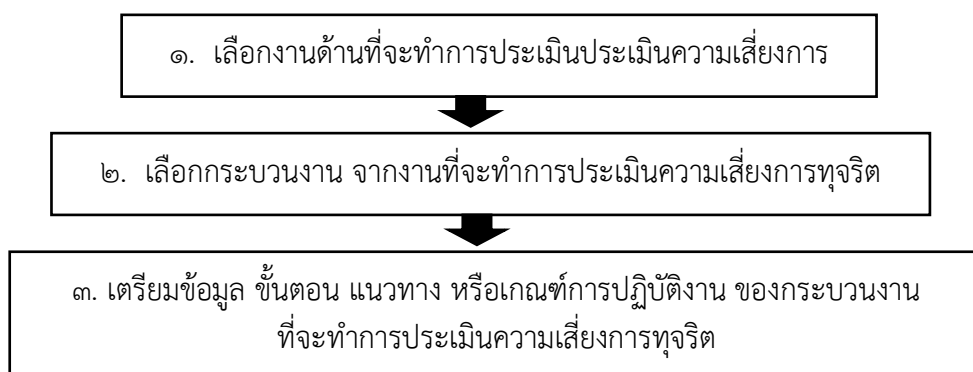 ๑. เลือกงานด้านที่จะทำการประเมินประเมินความเสี่ยงการ
๒. เลือกกระบวนงาน จากงานที่จะทำการประเมินความเสี่ยงการทุจริต
๓. เตรียมข้อมูล ขั้นตอน แนวทาง หรือเกณฑ์การปฏิบัติงาน ของกระบวนงาน
ที่จะทำการประเมินความเสี่ยงการทุจริต